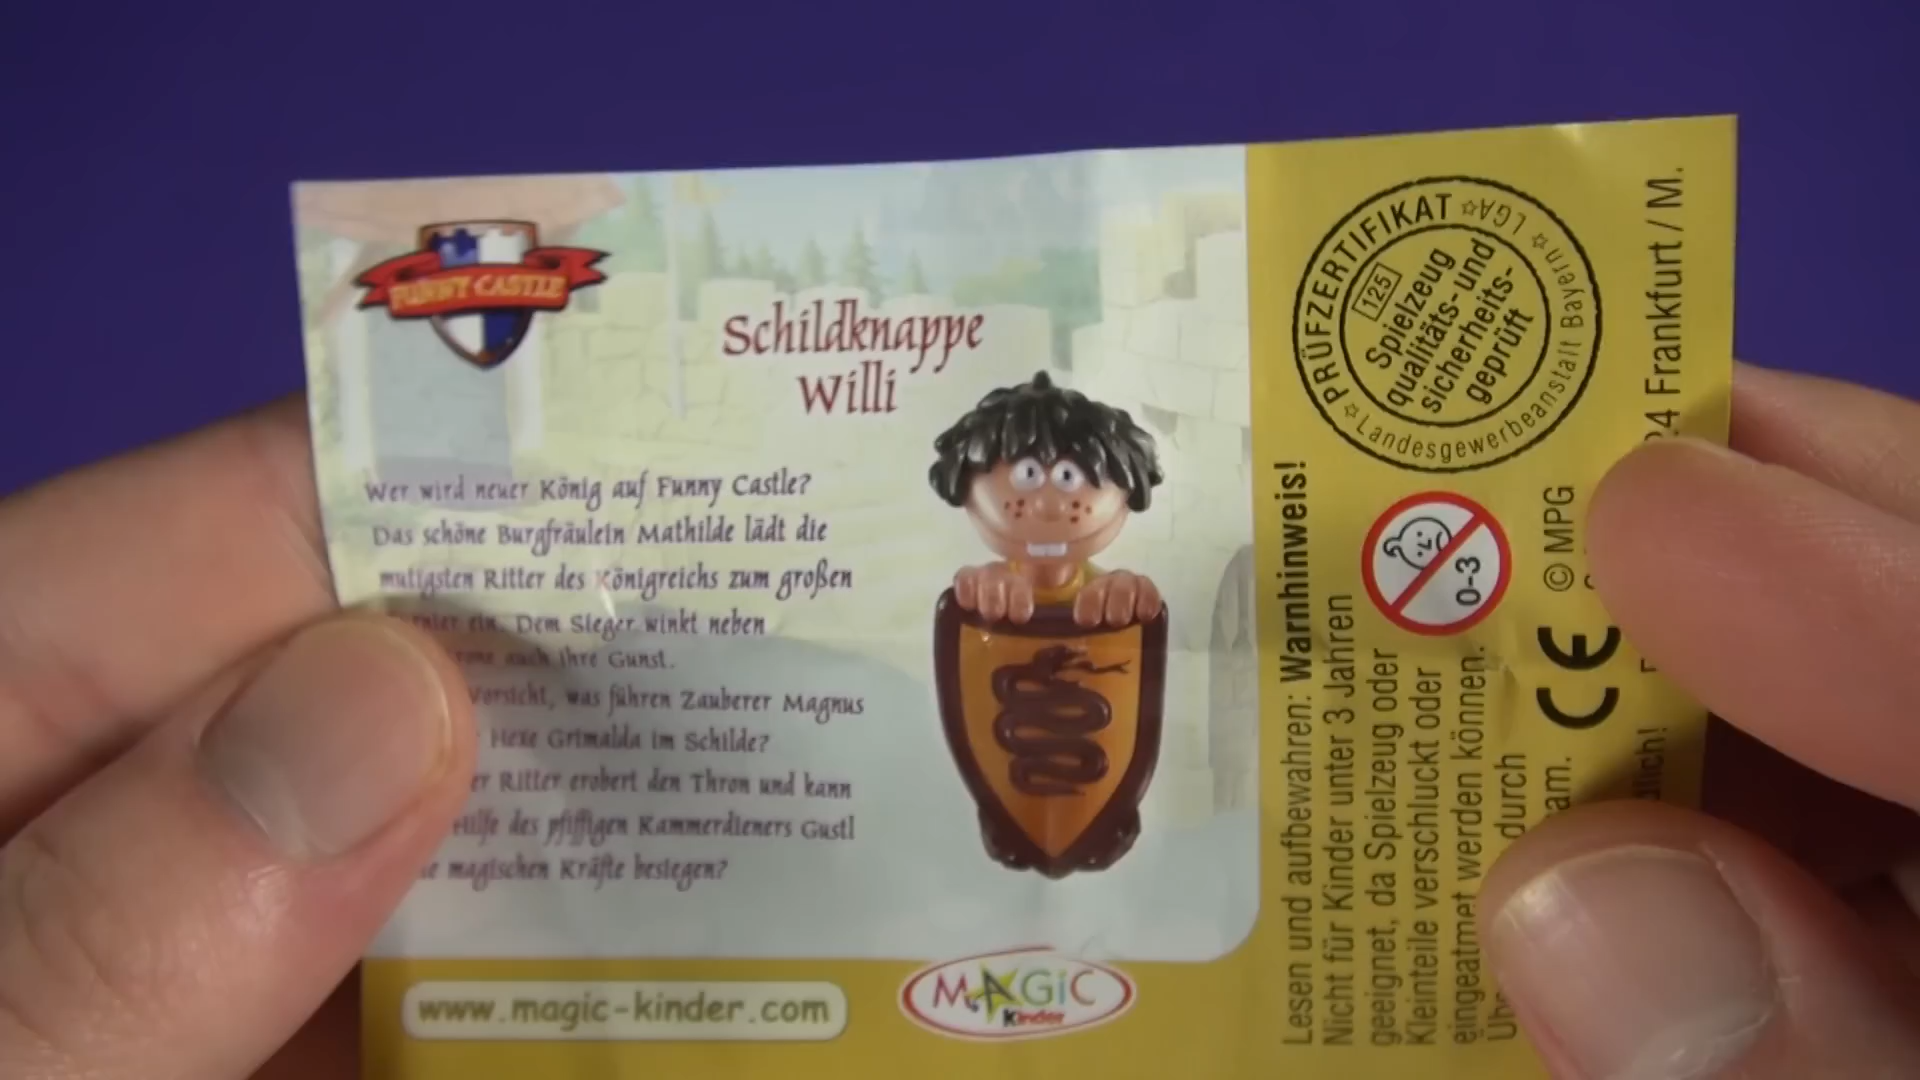 FUNNY CASTLE
Schildknappe
Willi
Wer wird neuer König auf Funny Castle?
Das schöne Burgfräulein Mathilde lädt die
mutigsten Ritter des Königreichs zum großen
ein. Dem Sieger winkt neben
auch ihre Gunst.
Vorsicht, was führen Zauberer Magnus
Hexe Grimalda im Schilde?
Ritter erobert den Thron und kann
Hilfe des pfiffigen Kammerdieners Gustl
magischen Kräfte besiegen?
www.magic-kinder.com
MAGiC
Kinder
PRÜFZERTIFIKAT ☆ LGA ☆
☆ Landesgewerbeanstalt Bayern ☆
125
Spielzeug
qualitäts- und
sicherheits-
geprüft
Lesen und aufbewahren: Warnhinweis!
Nicht für Kinder unter 3 Jahren
geeignet, da Spielzeug oder
Kleinteile verschluckt oder
eingeatmet werden können.
durch
0-3
CE
© MPG
24 Frankfurt / M.